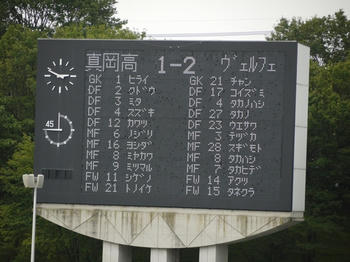 真岡高 1-2 ヴェルフェ
GK 1 ヒライ GK 21 チャン
DF 2 クドウ DF 17 コイズミ
DF 3 ミタ DF 4 タカノハシ
DF 4 スズキ DF 27 タカノ
DF 12 カワツ DF 23 ウエサワ
MF 6 ノジリ MF 3 テヅカ
MF 16 ヨシダ MF 28 スギモト
MF 8 ミヤカワ MF 8 タカハシ
MF 9 ミツマル MF 7 タカヒデ
FW 11 シゲノ FW 14 アクツ
FW 21 トノイケ FW 15 タネクラ
45